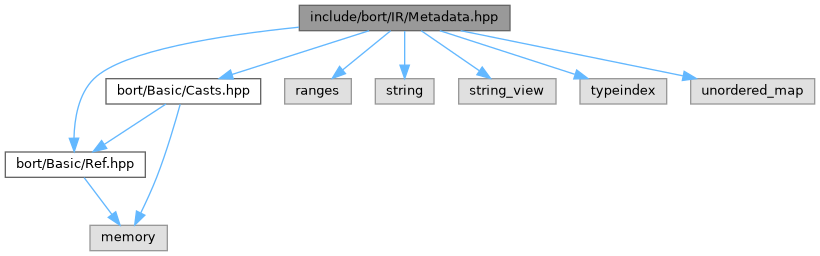 include/bort/IR/Metadata.hpp
bort/Basic/Casts.hpp
ranges
string
string_view
typeindex
unordered_map
bort/Basic/Ref.hpp
memory